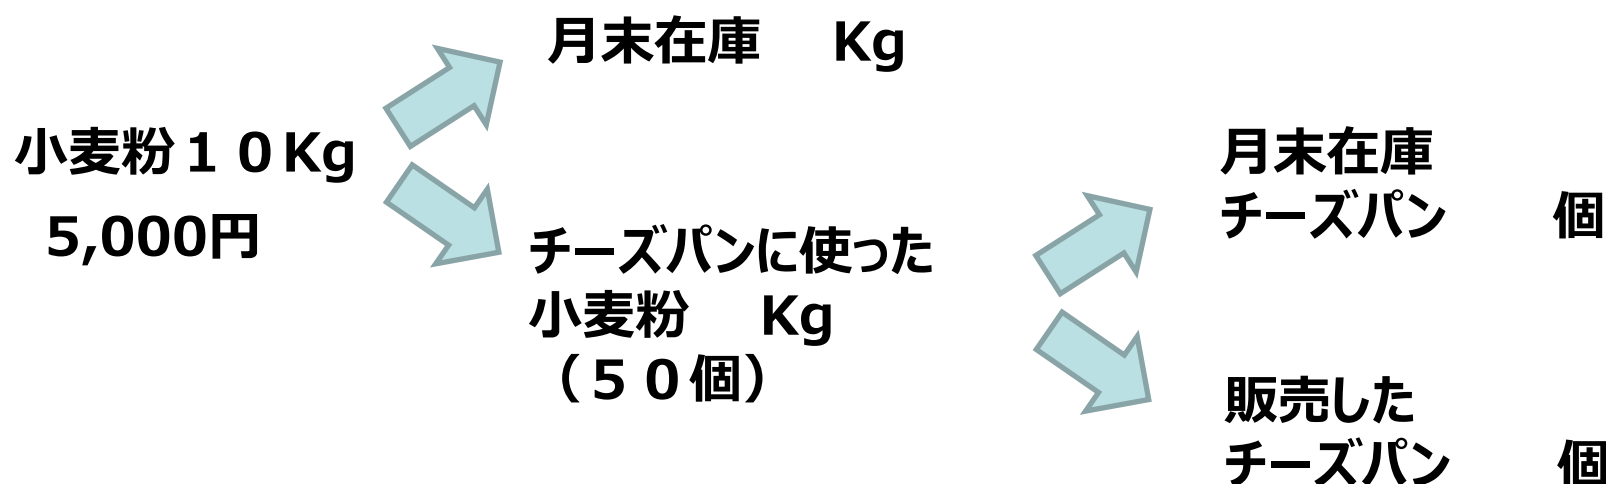 小麦粉１０Kg
5,000円
月末在庫　Kg
チーズパンに使った
小麦粉　Kg
（５０個）
月末在庫
チーズパン　　個
販売した
チーズパン　　個